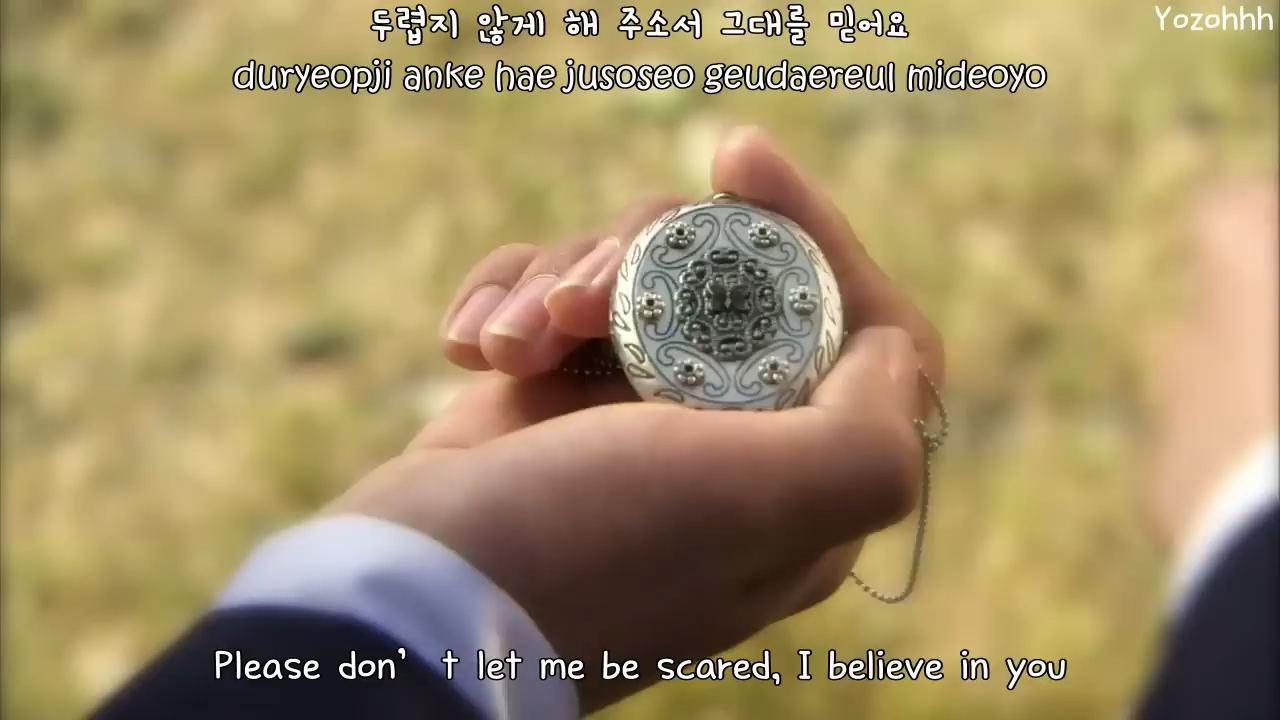 Yozohhh
두렵지 않게 해 주소서 그대를 믿어요
duryeopji anke hae jusoseo geudaereul mideoyo
Please don't let me be scared, I believe in you